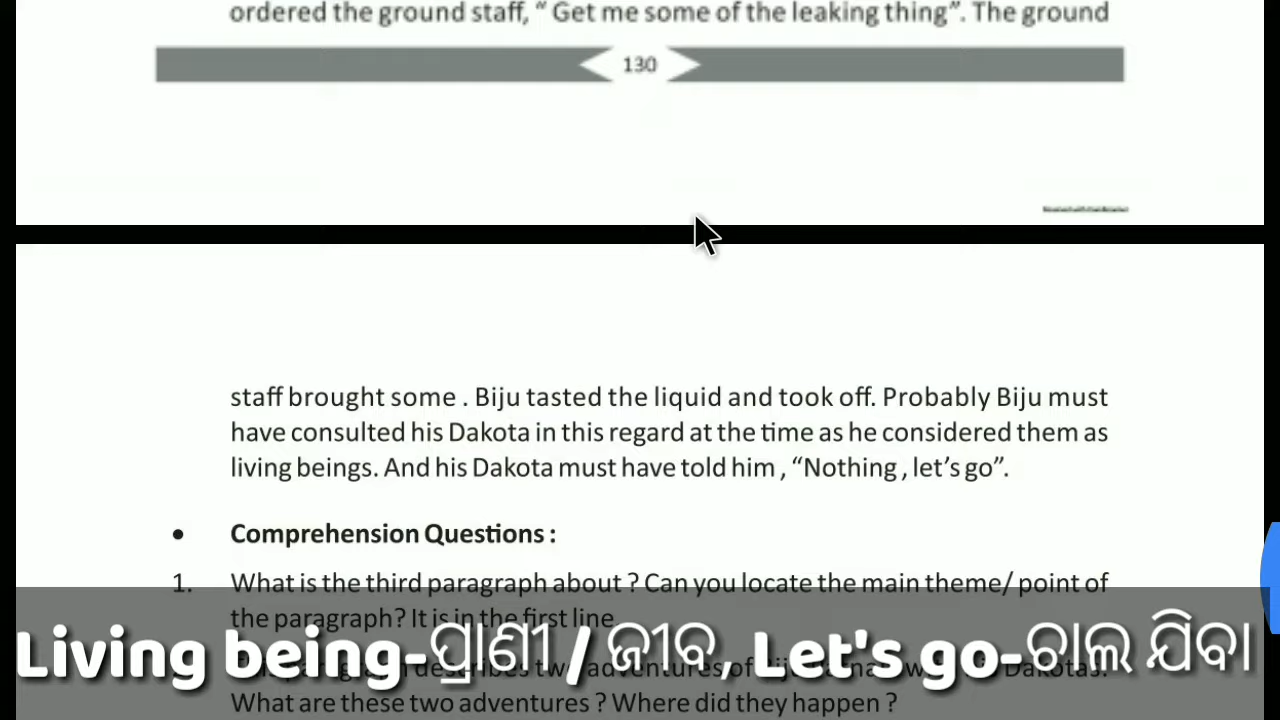 ordered the ground staff, “ Get me some of the leaking thing”. The ground
130
staff brought some . Biju tasted the liquid and took off. Probably Biju must
have consulted his Dakota in this regard at the time as he considered them as
living beings. And his Dakota must have told him , “Nothing , let’s go”.
• Comprehension Questions :
1. What is the third paragraph about ? Can you locate the main theme/ point of
the paragraph? It is in the first line
describes two adventures of
What are these two adventures ? Where did they happen ?
Living being-ପ୍ରାଣୀ / ଜୀବ, Let's go-ଚାଲ ଯିବା